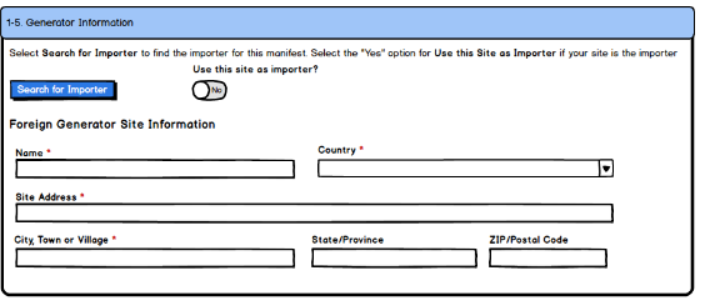 1-5. Generator Information
Select Search for Importer to find the importer for this manifest. Select the "Yes" option for Use this Site as Importer if your site is the importer
Use this site as importer?
Search for Importer
No
Foreign Generator Site Information
Name *
Country *
Site Address *
City, Town or Village *
State/Province
ZIP/Postal Code